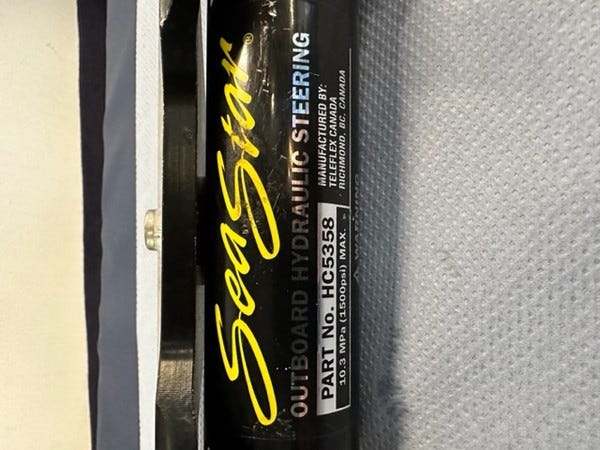 SeaStar®
OUTBOARD HYDRAULIC STEERING
PART No. HC5358
10.3 MPa (1500psi) MAX.
MANUFACTURED BY:
TELEFLEX CANADA
RICHMOND, BC. CANADA
⚠ WARNING